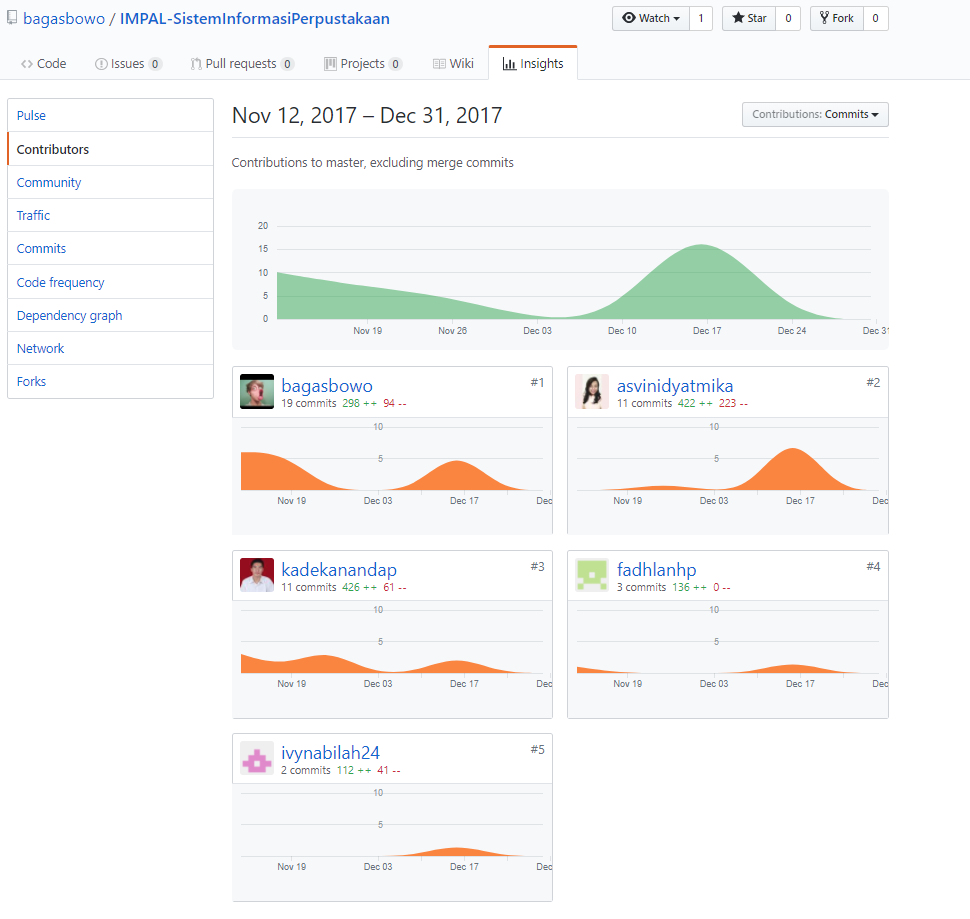 bagasbowo / IMPAL-SistemInformasiPerpustakaan
Watch 1 Star 0 Fork 0
Code Issues 0 Pull requests 0 Projects 0 Wiki Insights
Pulse
Contributors
Community
Traffic
Commits
Code frequency
Dependency graph
Network
Forks
Nov 12, 2017 – Dec 31, 2017
Contributions: Commits
Contributions to master, excluding merge commits
20
15
10
5
0
Nov 19 Nov 26 Dec 03 Dec 10 Dec 17 Dec 24 Dec 31
bagasbowo #1
19 commits 298 ++ 94 --
10
5
Nov 19 Dec 03 Dec 17 Dec
asvinidyatmika #2
11 commits 422 ++ 223 --
10
5
Nov 19 Dec 03 Dec 17 Dec
kadekanandap #3
11 commits 426 ++ 61 --
10
5
Nov 19 Dec 03 Dec 17 Dec
fadhlanhp #4
3 commits 136 ++ 0 --
10
5
Nov 19 Dec 03 Dec 17 Dec
ivynabilah24 #5
2 commits 112 ++ 41 --
10
5
Nov 19 Dec 03 Dec 17 Dec